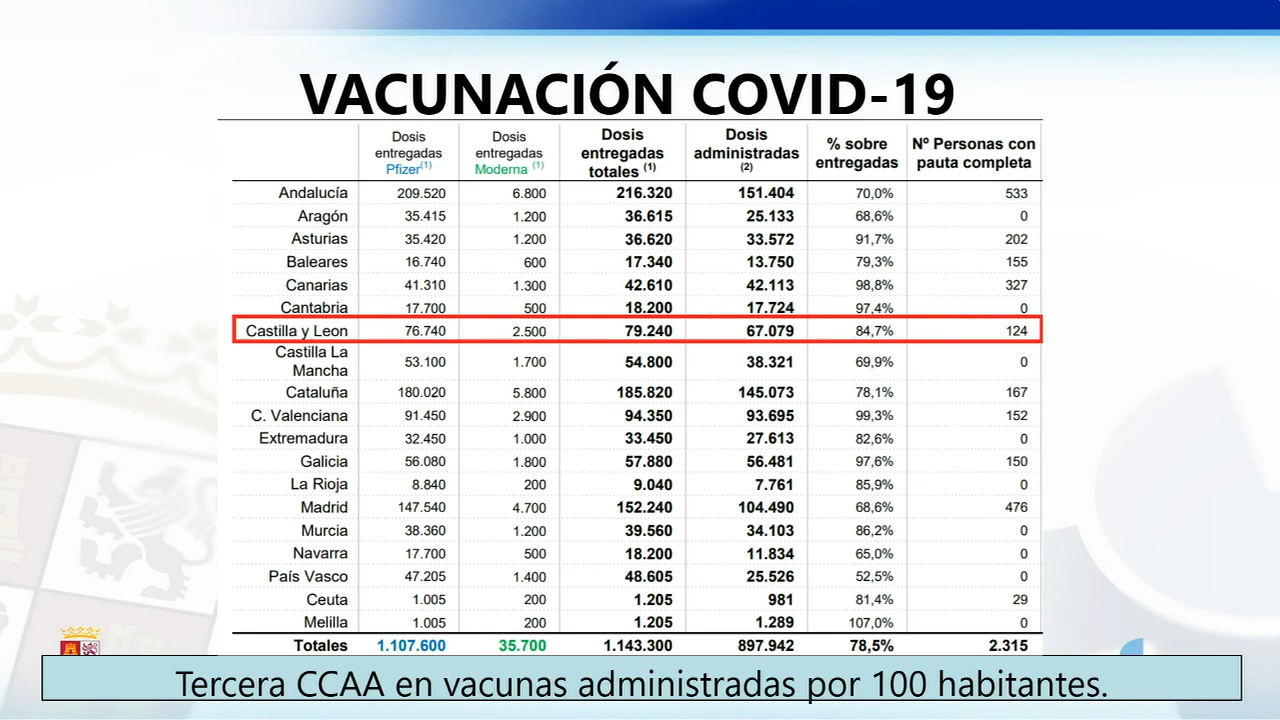 VACUNACIÓN COVID-19
Dosis entregadas Pfizer(1) Dosis entregadas Moderna (1) Dosis entregadas totales (1) Dosis administradas (2) % sobre entregadas Nº Personas con pauta completa
Andalucía 209.520 6.800 216.320 151.404 70,0% 533
Aragón 35.415 1.200 36.615 25.133 68,6% 0
Asturias 35.420 1.200 36.620 33.572 91,7% 202
Baleares 16.740 600 17.340 13.750 79,3% 155
Canarias 41.310 1.300 42.610 42.113 98,8% 327
Cantabria 17.700 500 18.200 17.724 97,4% 0
Castilla y Leon 76.740 2.500 79.240 67.079 84,7% 124
Castilla La Mancha 53.100 1.700 54.800 38.321 69,9% 0
Cataluña 180.020 5.800 185.820 145.073 78,1% 167
C. Valenciana 91.450 2.900 94.350 93.695 99,3% 152
Extremadura 32.450 1.000 33.450 27.613 82,6% 0
Galicia 56.080 1.800 57.880 56.481 97,6% 150
La Rioja 8.840 200 9.040 7.761 85,9% 0
Madrid 147.540 4.700 152.240 104.490 68,6% 476
Murcia 38.360 1.200 39.560 34.103 86,2% 0
Navarra 17.700 500 18.200 11.834 65,0% 0
País Vasco 47.205 1.400 48.605 25.526 52,5% 0
Ceuta 1.005 200 1.205 981 81,4% 29
Melilla 1.005 200 1.205 1.289 107,0% 0
Totales 1.107.600 35.700 1.143.300 897.942 78,5% 2.315
Tercera CCAA en vacunas administradas por 100 habitantes.